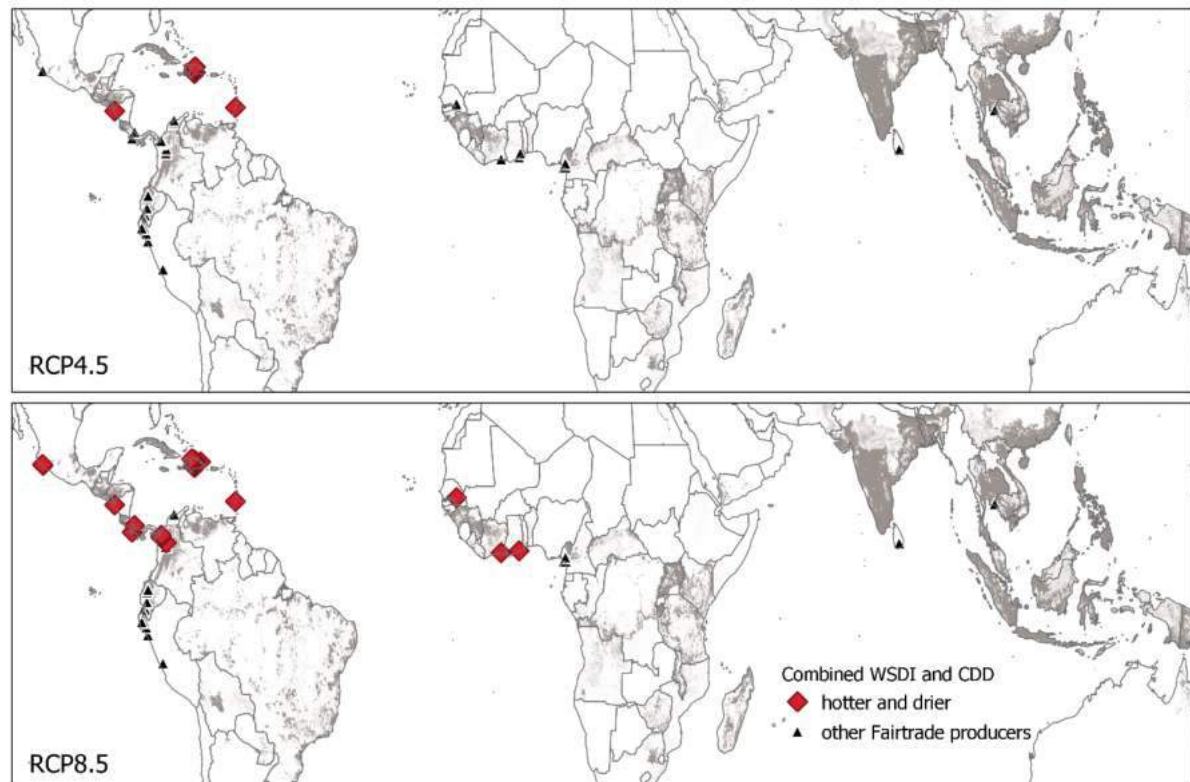 RCP4.5
Combined WSDI and CDD
hotter and drier
other Fairtrade producers
RCP8.5